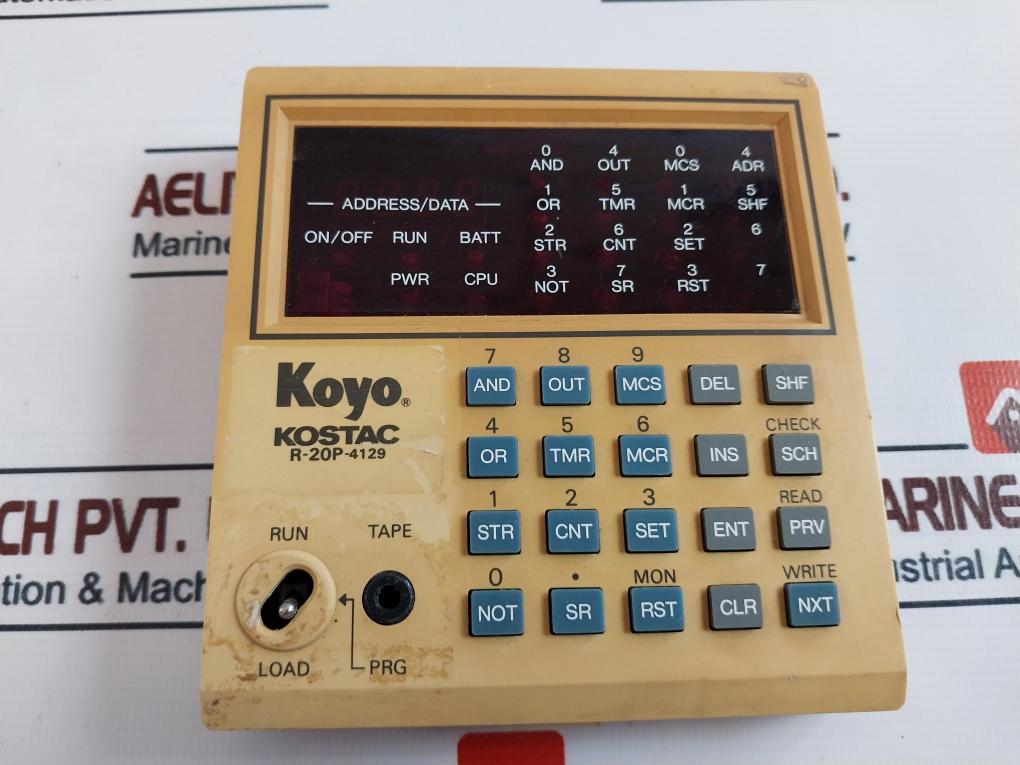 AELM
Marine
0 4 0 4
AND OUT MCS ADR
1 5 1 5
ADDRESS/DATA OR TMR MCR SHF
ON/OFF RUN BATT
2 6 2 6
STR CNT SET
3 7 3 7
PWR CPU NOT SR RST
Koyo®
KOSTAC
R-20P-4129
7 8 9
AND OUT MCS DEL SHF
4 5 6 CHECK
OR TMR MCR INS SCH
1 2 3 READ
STR CNT SET ENT PRV
0 • MON WRITE
NOT SR RST CLR NXT
RUN TAPE
LOAD PRG
CH PVT.
tion & Mach
ARINE
ustrial A